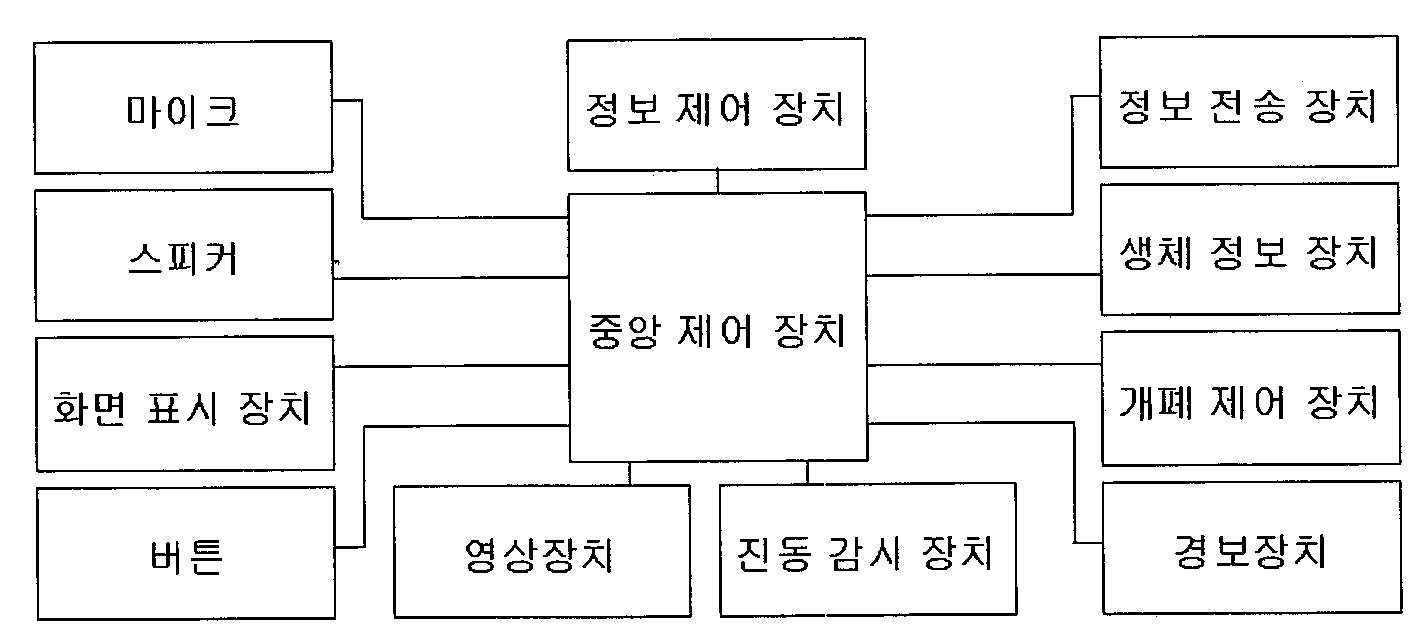 마이크
정보 제어 장치
정보 전송 장치
스피커
생체 정보 장치
중앙 제어 장치
화면 표시 장치
개폐 제어 장치
버튼
영상장치
진동 감시 장치
경보장치